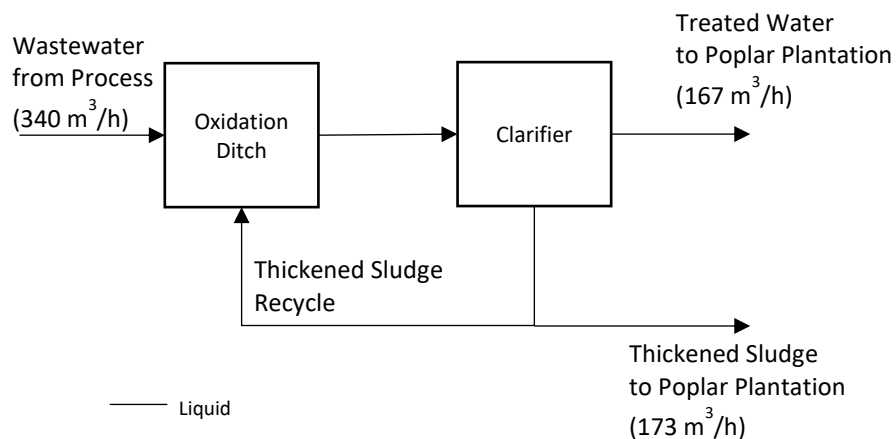 Wastewater
from Process
(340 m³/h)
Oxidation
Ditch
Clarifier
Treated Water
to Poplar Plantation
(167 m³/h)
Thickened Sludge
Recycle
Thickened Sludge
to Poplar Plantation
(173 m³/h)
Liquid